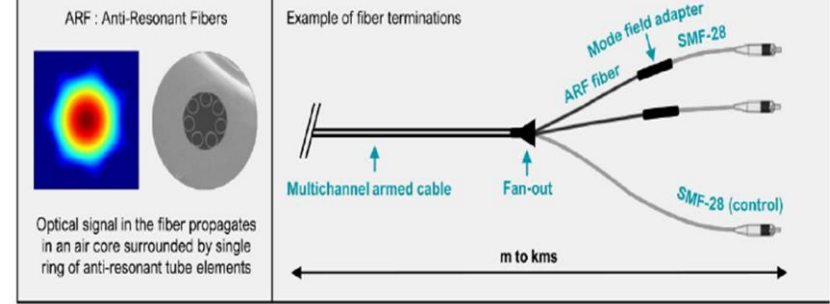 ARF : Anti-Resonant Fibers
Optical signal in the fiber propagates
in an air core surrounded by single
ring of anti-resonant tube elements
Example of fiber terminations
Mode field adapter
SMF-28
ARF fiber
Multichannel armed cable
Fan-out
SMF-28 (control)
m to kms